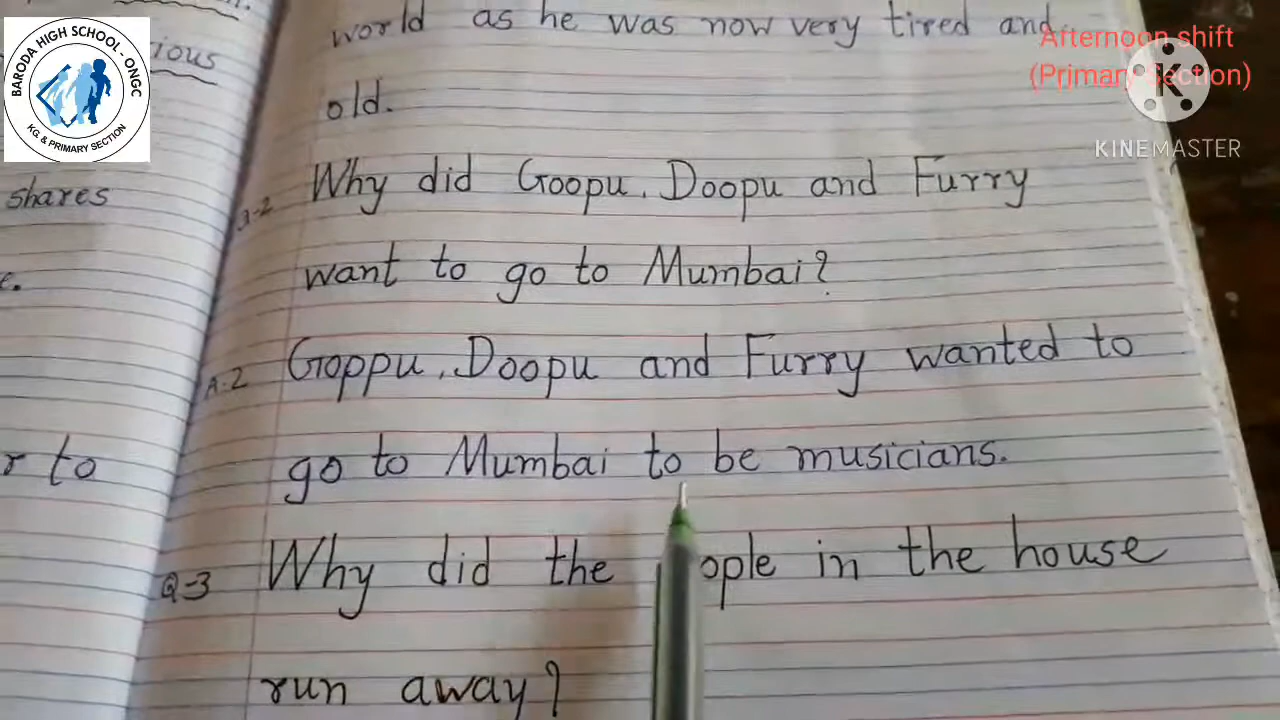 BARODA HIGH SCHOOL - ONGC
KG. & PRIMARY SECTION
Afternoon shift
(Primary Section)
KINEMASTER
ious
shares
e.
r to
world as he was now very tired and
old.
Q-2 Why did Goopu, Doopu and Furry
want to go to Mumbai?
A.2 Goppu, Doopu and Furry wanted to
go to Mumbai to be musicians.
Q-3 Why did the ople in the house
run away?